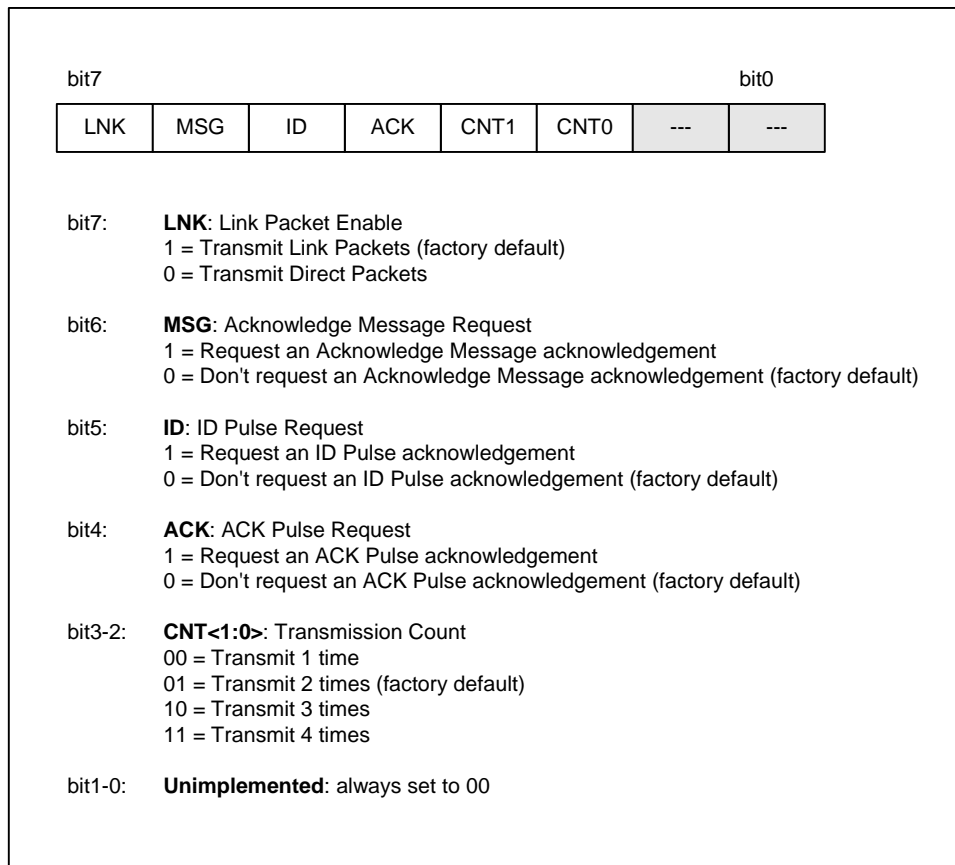 bit7 bit0
LNK MSG ID ACK CNT1 CNT0 --- ---
bit7: LNK: Link Packet Enable
1 = Transmit Link Packets (factory default)
0 = Transmit Direct Packets
bit6: MSG: Acknowledge Message Request
1 = Request an Acknowledge Message acknowledgement
0 = Don't request an Acknowledge Message acknowledgement (factory default)
bit5: ID: ID Pulse Request
1 = Request an ID Pulse acknowledgement
0 = Don't request an ID Pulse acknowledgement (factory default)
bit4: ACK: ACK Pulse Request
1 = Request an ACK Pulse acknowledgement
0 = Don't request an ACK Pulse acknowledgement (factory default)
bit3-2: CNT<1:0>: Transmission Count
00 = Transmit 1 time
01 = Transmit 2 times (factory default)
10 = Transmit 3 times
11 = Transmit 4 times
bit1-0: Unimplemented: always set to 00